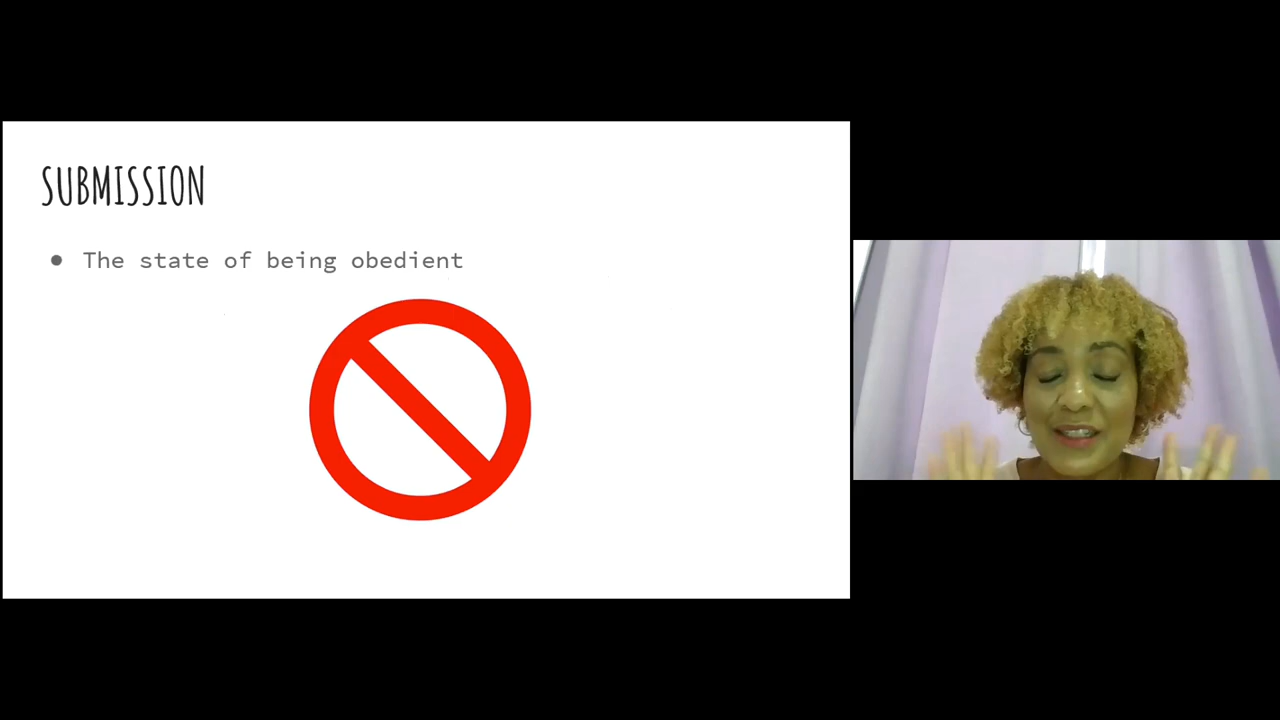 SUBMISSION
● The state of being obedient